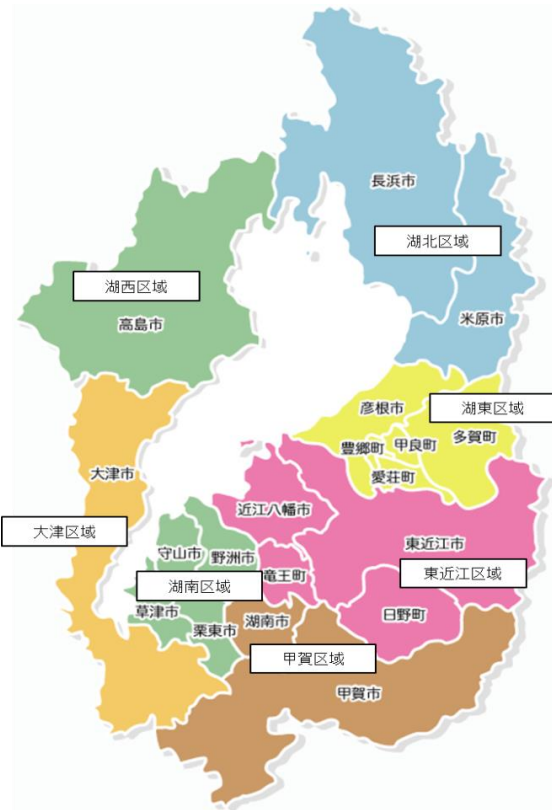 長浜市
湖北区域
湖西区域
高島市
米原市
彦根市
湖東区域
豊郷町
甲良町
多賀町
愛荘町
大津市
近江八幡市
大津区域
守山市
野洲市
東近江市
湖南区域
竜王町
東近江区域
草津市
栗東市
湖南市
日野町
甲賀区域
甲賀市